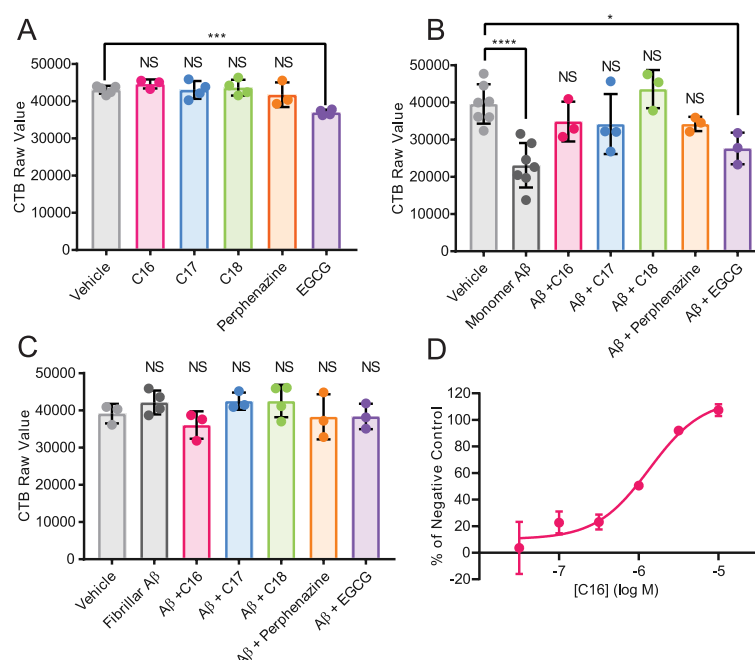 A
***
NS
NS
NS
NS
CTB Raw Value
50000
40000
30000
20000
10000
0
Vehicle
C16
C17
C18
Perphenazine
EGCG
B
*
****
NS
NS
NS
NS
CTB Raw Value
50000
40000
30000
20000
10000
0
Vehicle
Monomer Aβ
Aβ +C16
Aβ + C17
Aβ + C18
Aβ + Perphenazine
Aβ + EGCG
C
NS
NS
NS
NS
NS
NS
CTB Raw Value
50000
40000
30000
20000
10000
0
Vehicle
Fibrillar Aβ
Aβ +C16
Aβ + C17
Aβ + C18
Aβ + Perphenazine
Aβ + EGCG
D
% of Negative Control
120
100
80
60
40
20
0
-20
-7
-6
-5
[C16] (log M)